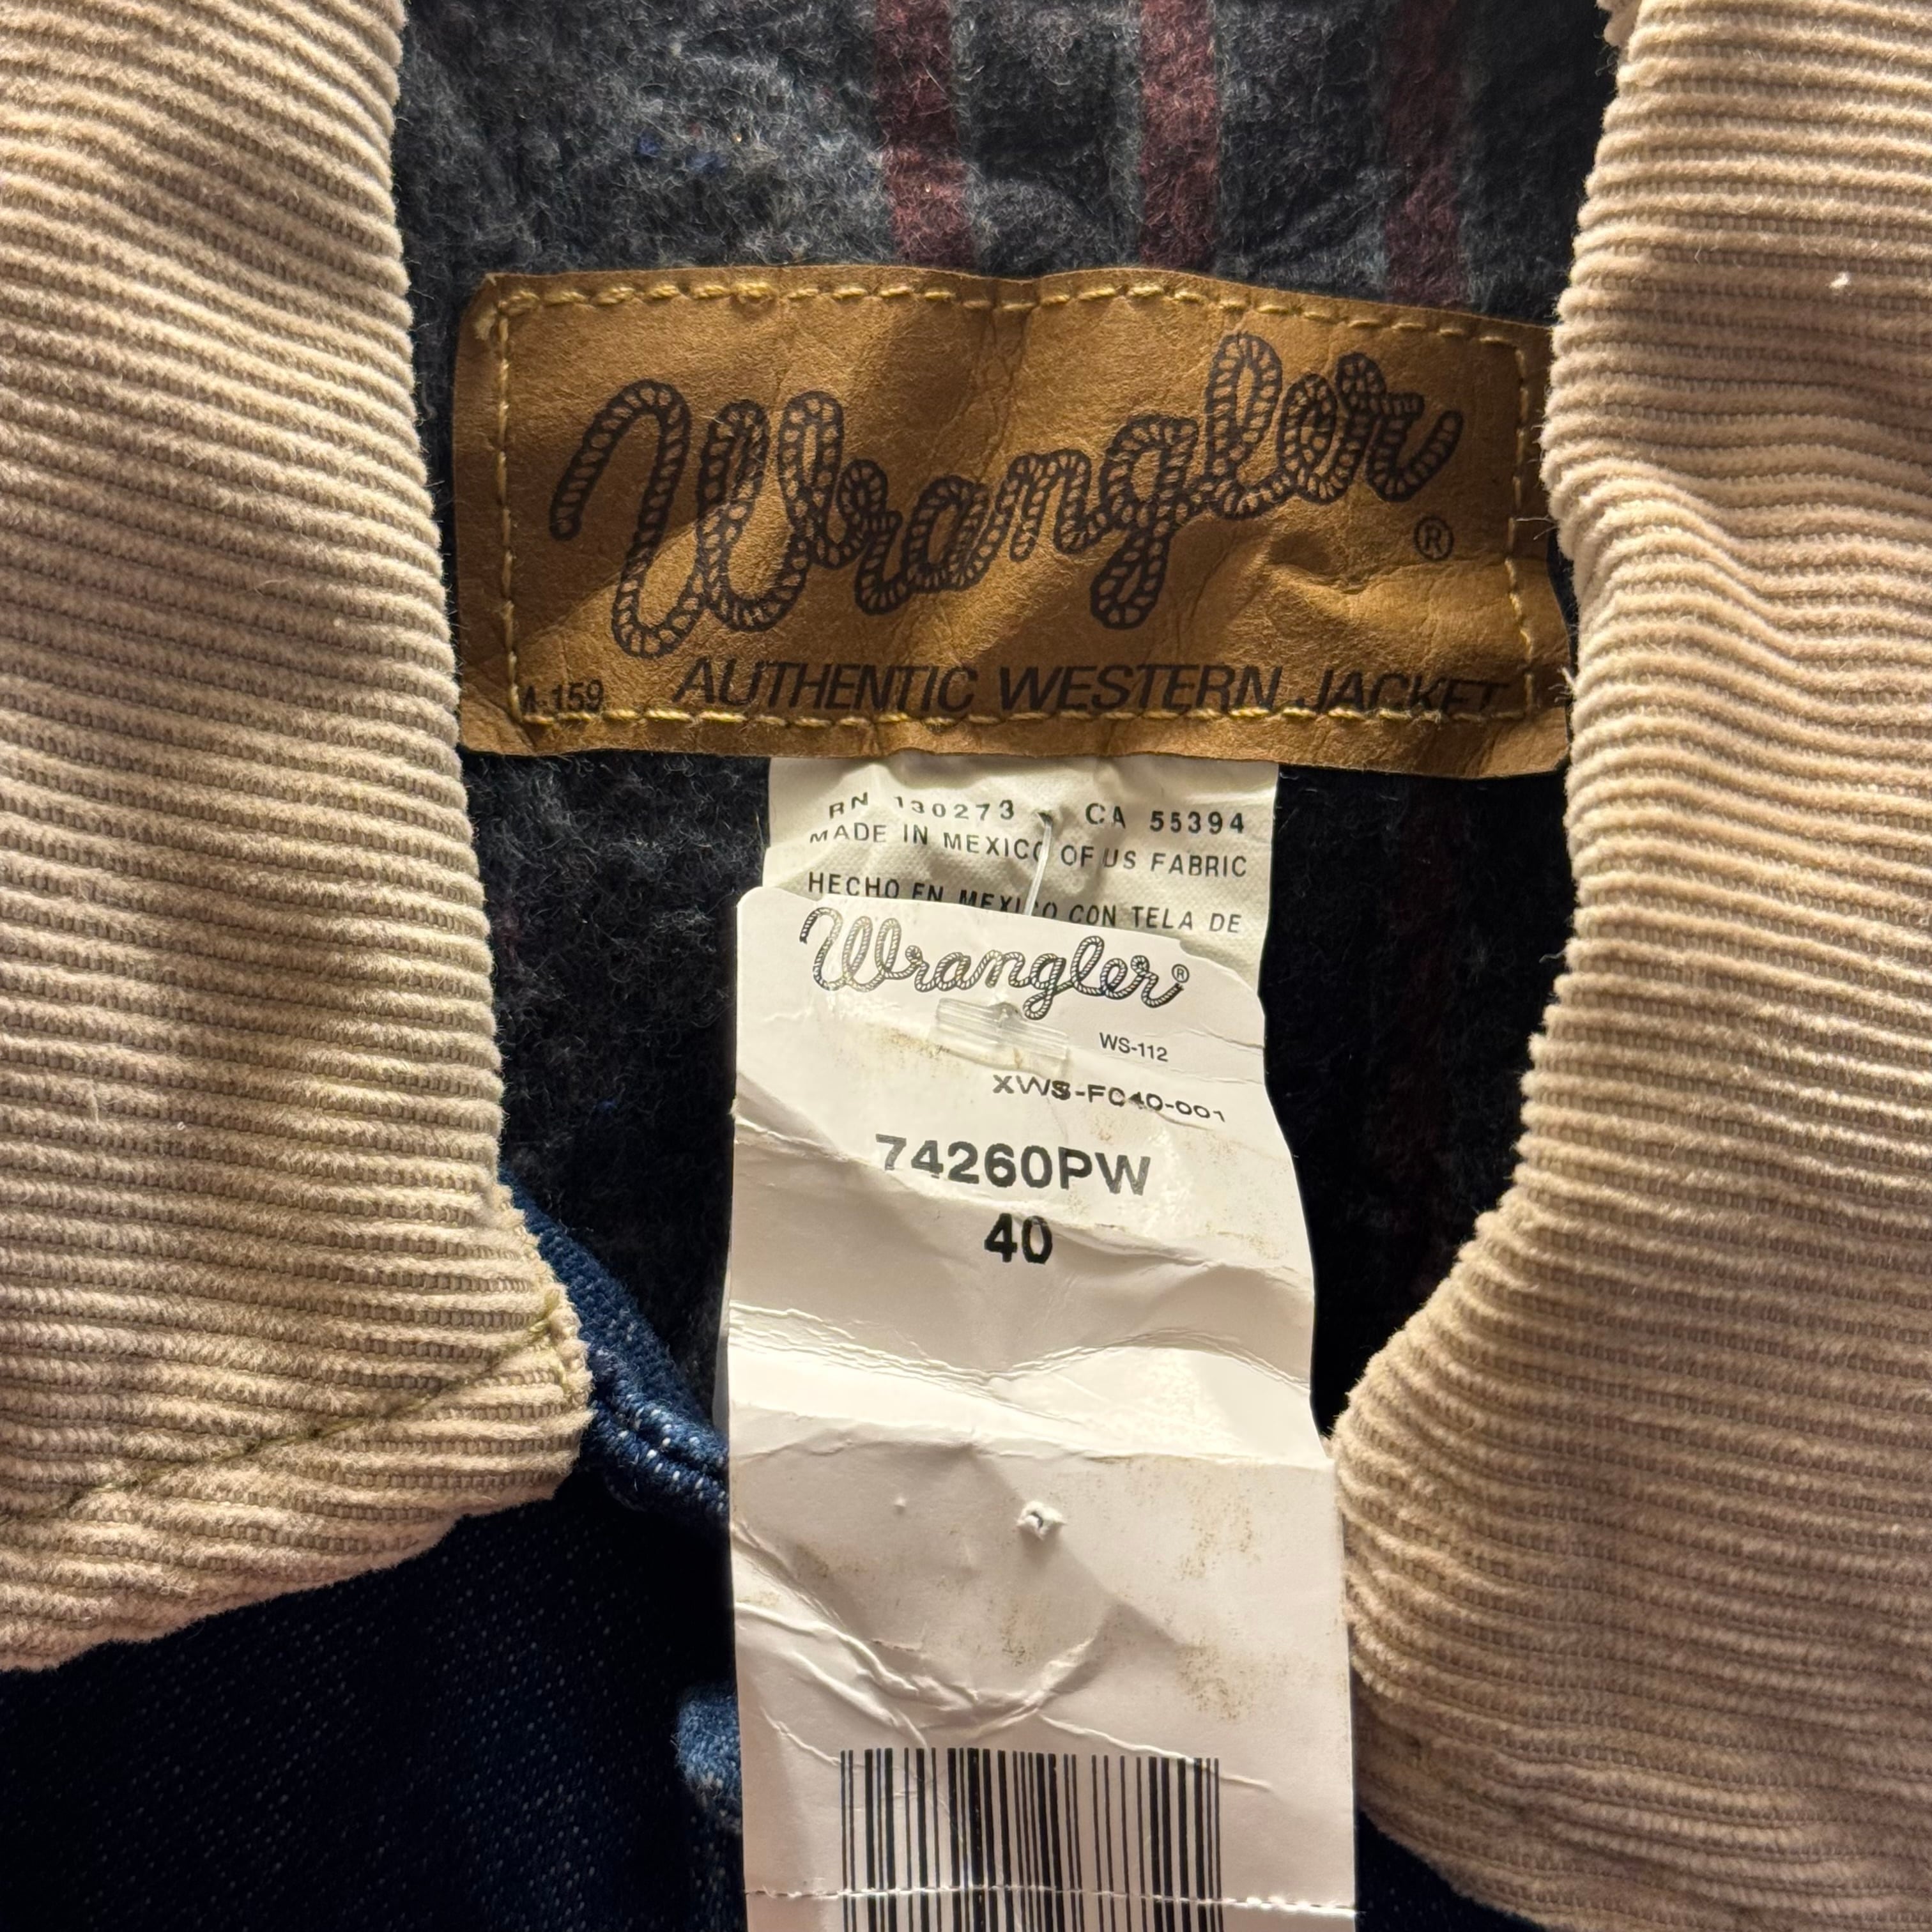 Wrangler
®
A-159 AUTHENTIC WESTERN JACKET
RN 130273 CA 55394
MADE IN MEXICO OF US FABRIC
HECHO EN MEXICO CON TELA DE
Wrangler®
WS-112
XWS-FC40-001
74260PW
40